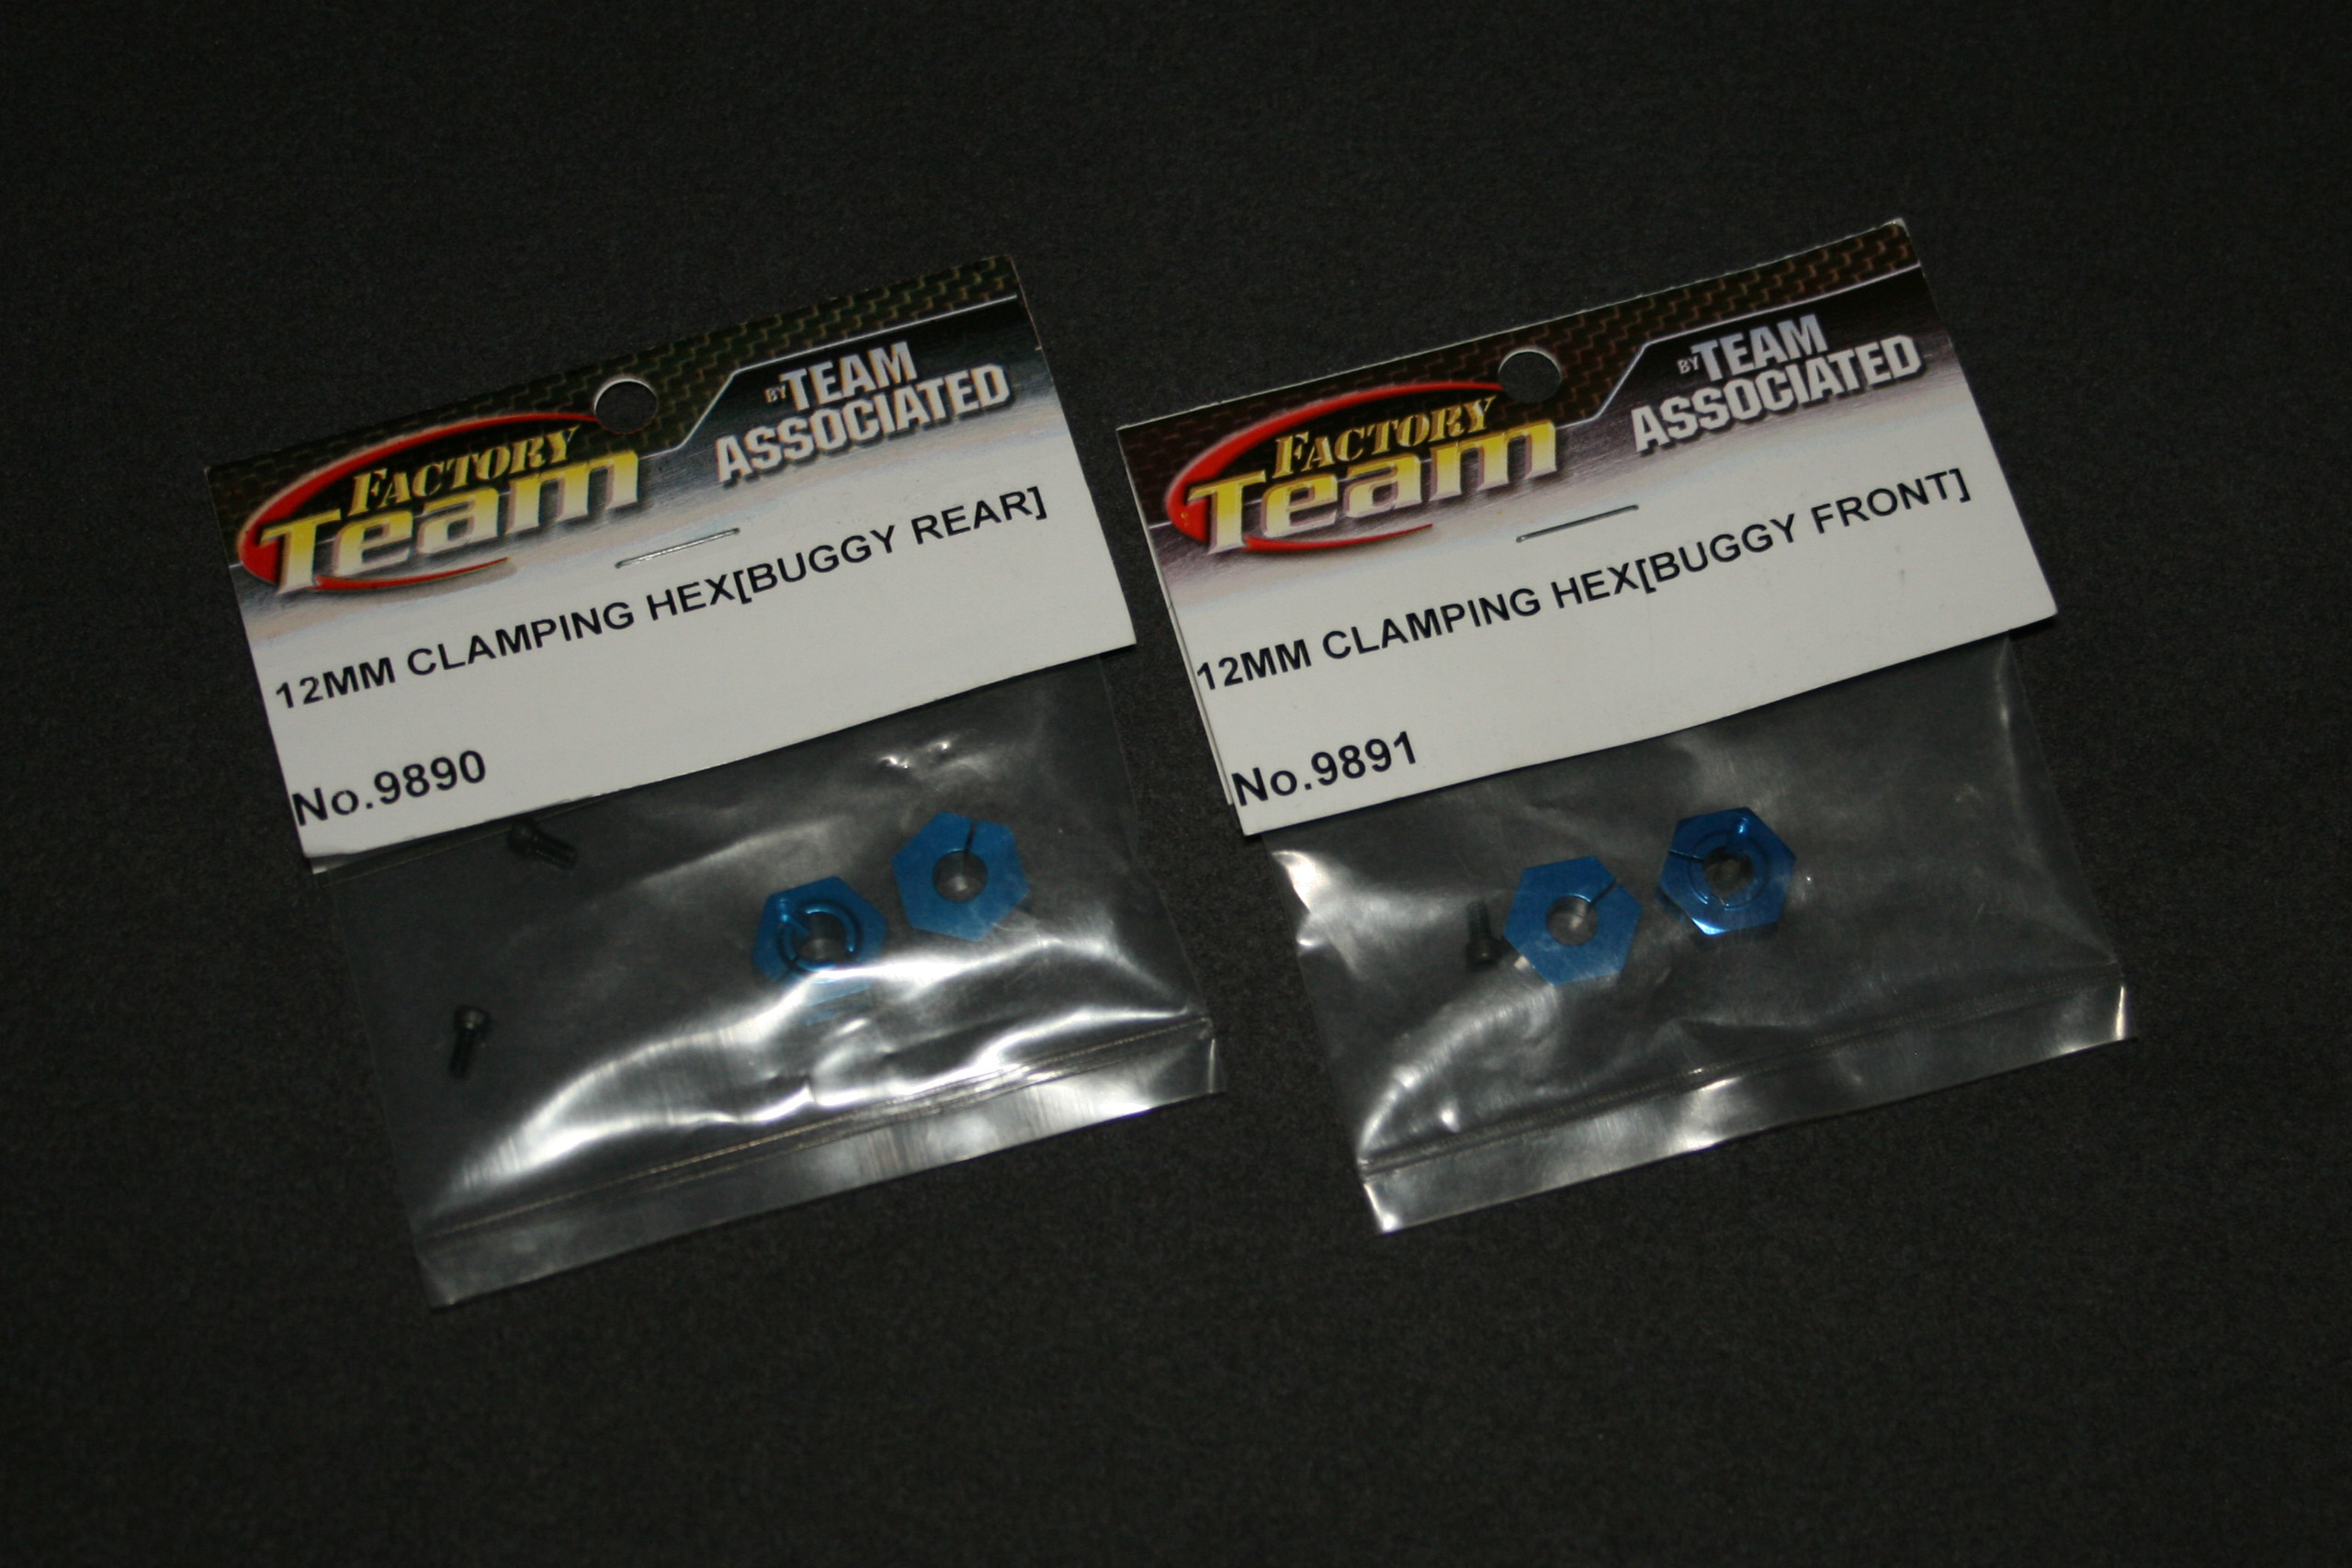 FACTORY
Team
BY TEAM
ASSOCIATED
12MM CLAMPING HEX[BUGGY REAR]
No.9890
FACTORY
Team
BY TEAM
ASSOCIATED
12MM CLAMPING HEX[BUGGY FRONT]
No.9891